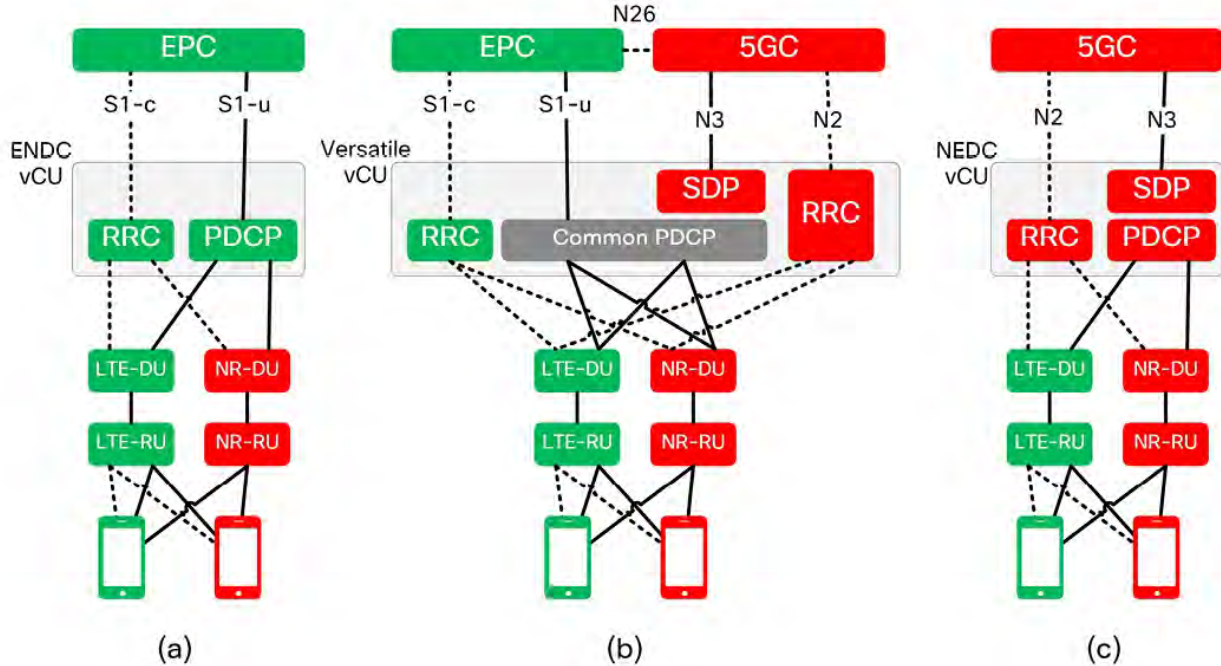 N26
EPC
EPC
5GC
5GC
S1-c
S1-u
S1-c
S1-u
N3
N2
N2
N3
ENDC
vCU
Versatile
vCU
NEDC
vCU
SDP
SDP
RRC
PDCP
RRC
Common PDCP
RRC
RRC
PDCP
LTE-DU
NR-DU
LTE-DU
NR-DU
LTE-DU
NR-DU
LTE-RU
NR-RU
LTE-RU
NR-RU
LTE-RU
NR-RU
(a)
(b)
(c)